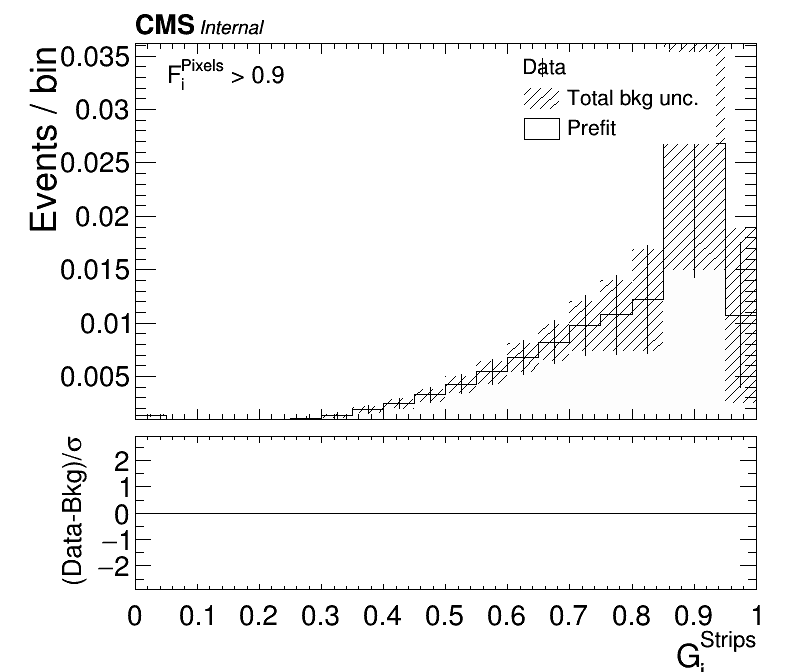 CMS Internal
F_i^Pixels > 0.9
Data
Total bkg unc.
Prefit
Events / bin
0.035
0.03
0.025
0.02
0.015
0.01
0.005
(Data-Bkg)/σ
2
1
0
−1
−2
0 0.1 0.2 0.3 0.4 0.5 0.6 0.7 0.8 0.9 1
G_i^Strips